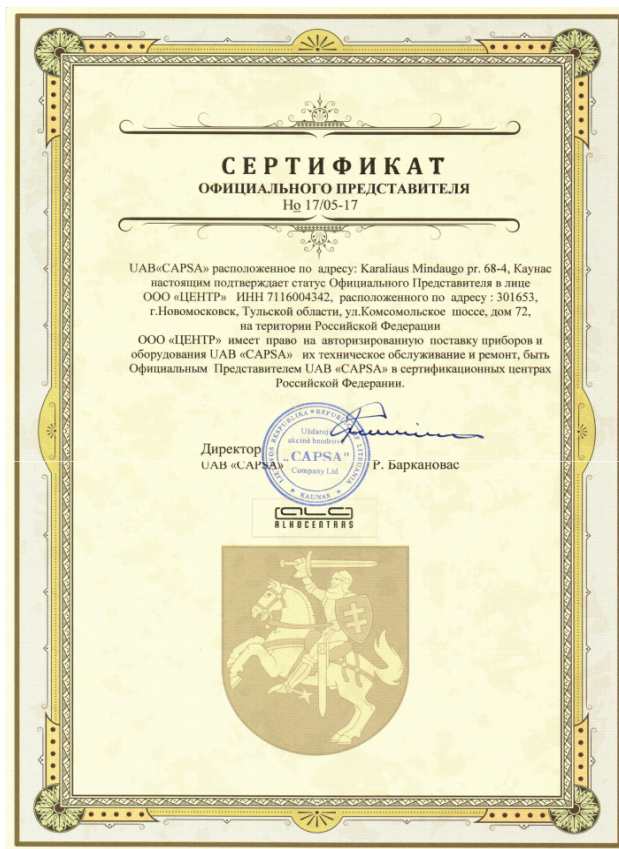 СЕРТИФИКАТ
ОФИЦИАЛЬНОГО ПРЕДСТАВИТЕЛЯ
Но 17/05-17
UAB«CAPSA» расположенное по адресу: Karaliaus Mindaugo pr. 68-4, Каунас
настоящим подтверждает статус Официального Представителя в лице
ООО «ЦЕНТР» ИНН 7116004342, расположенного по адресу : 301653,
г.Новомосковск, Тульской области, ул.Комсомольское шоссе, дом 72,
на територии Российской Федерации
ООО «ЦЕНТР» имеет право на авторизированную поставку приборов и
оборудования UAB «CAPSA» их техническое обслуживание и ремонт, быть
Официальным Представителем UAB «CAPSA» в сертификационных центрах
Российской Федерании.
LIETUVOS RESPUBLIKA * REPUBLIC OF LITHUANIA
Uždaroji
akcinė bendrovė
„CAPSA"
Company Ltd
* KAUNAS *
Директор
UAB «CAPSA»
Р. Баркановас
ALC
ALKOCENTRAS